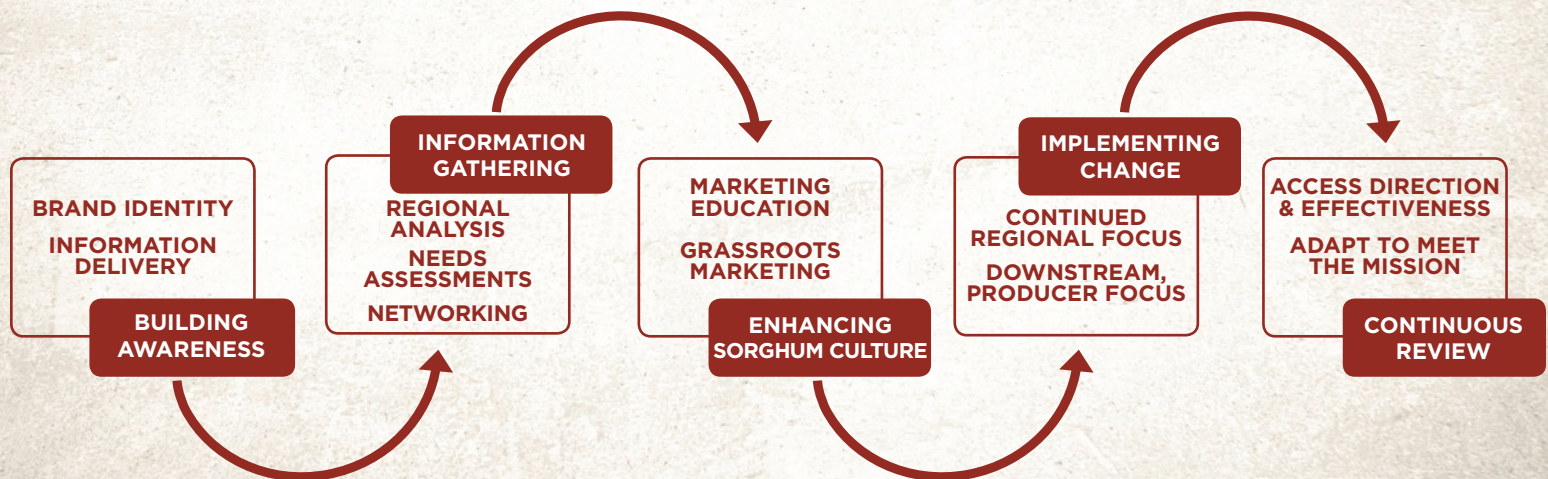 BRAND IDENTITY
INFORMATION
DELIVERY
BUILDING
AWARENESS
INFORMATION
GATHERING
REGIONAL
ANALYSIS
NEEDS
ASSESSMENTS
NETWORKING
MARKETING
EDUCATION
GRASSROOTS
MARKETING
ENHANCING
SORGHUM CULTURE
IMPLEMENTING
CHANGE
CONTINUED
REGIONAL FOCUS
DOWNSTREAM,
PRODUCER FOCUS
ACCESS DIRECTION
& EFFECTIVENESS
ADAPT TO MEET
THE MISSION
CONTINUOUS
REVIEW